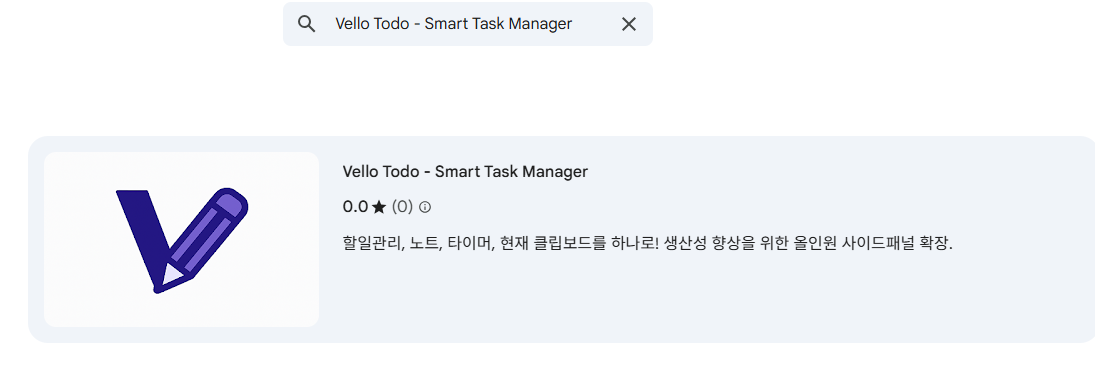 Vello Todo - Smart Task Manager
Vello Todo - Smart Task Manager
0.0★ (0)
할일관리, 노트, 타이머, 현재 클립보드를 하나로! 생산성 향상을 위한 올인원 사이드패널 확장.